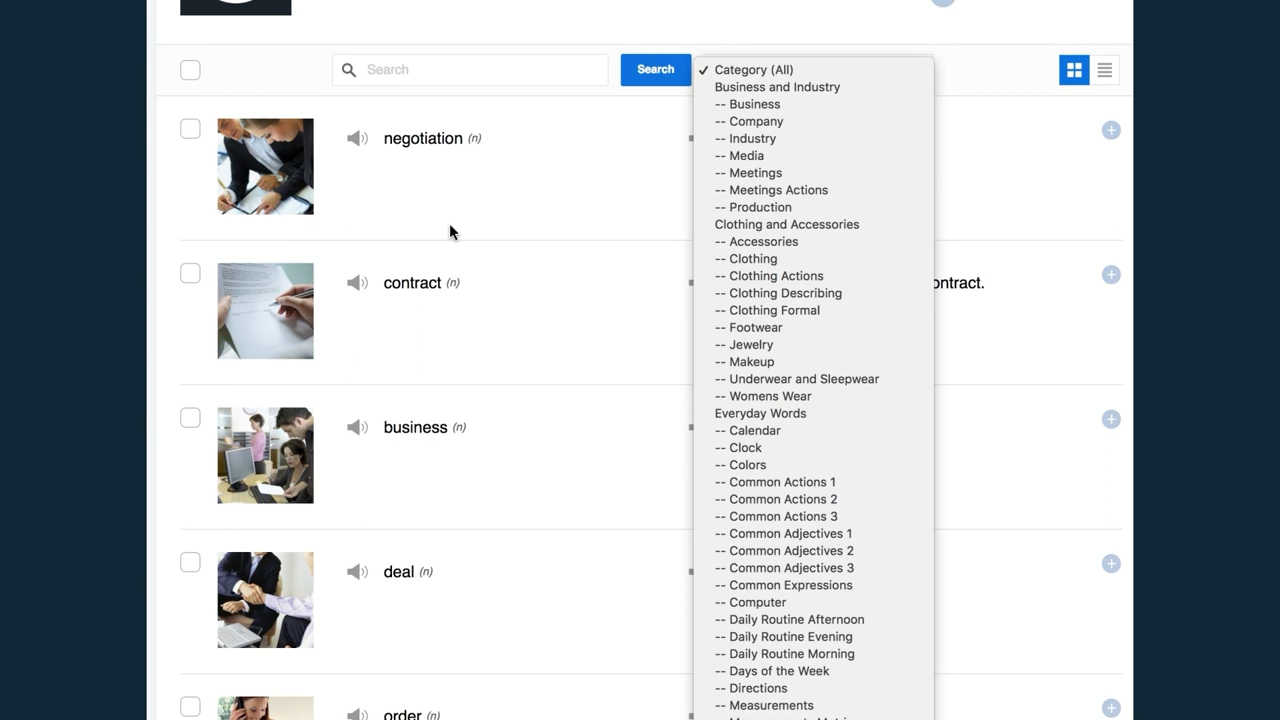 Search
Search
✓ Category (All)
Business and Industry
-- Business
-- Company
-- Industry
-- Media
-- Meetings
-- Meetings Actions
-- Production
Clothing and Accessories
-- Accessories
-- Clothing
-- Clothing Actions
-- Clothing Describing
-- Clothing Formal
-- Footwear
-- Jewelry
-- Makeup
-- Underwear and Sleepwear
-- Womens Wear
Everyday Words
-- Calendar
-- Clock
-- Colors
-- Common Actions 1
-- Common Actions 2
-- Common Actions 3
-- Common Adjectives 1
-- Common Adjectives 2
-- Common Adjectives 3
-- Common Expressions
-- Computer
-- Daily Routine Afternoon
-- Daily Routine Evening
-- Daily Routine Morning
-- Days of the Week
-- Directions
-- Measurements
negotiation (n)
contract (n)
ontract.
business (n)
deal (n)
order (n)